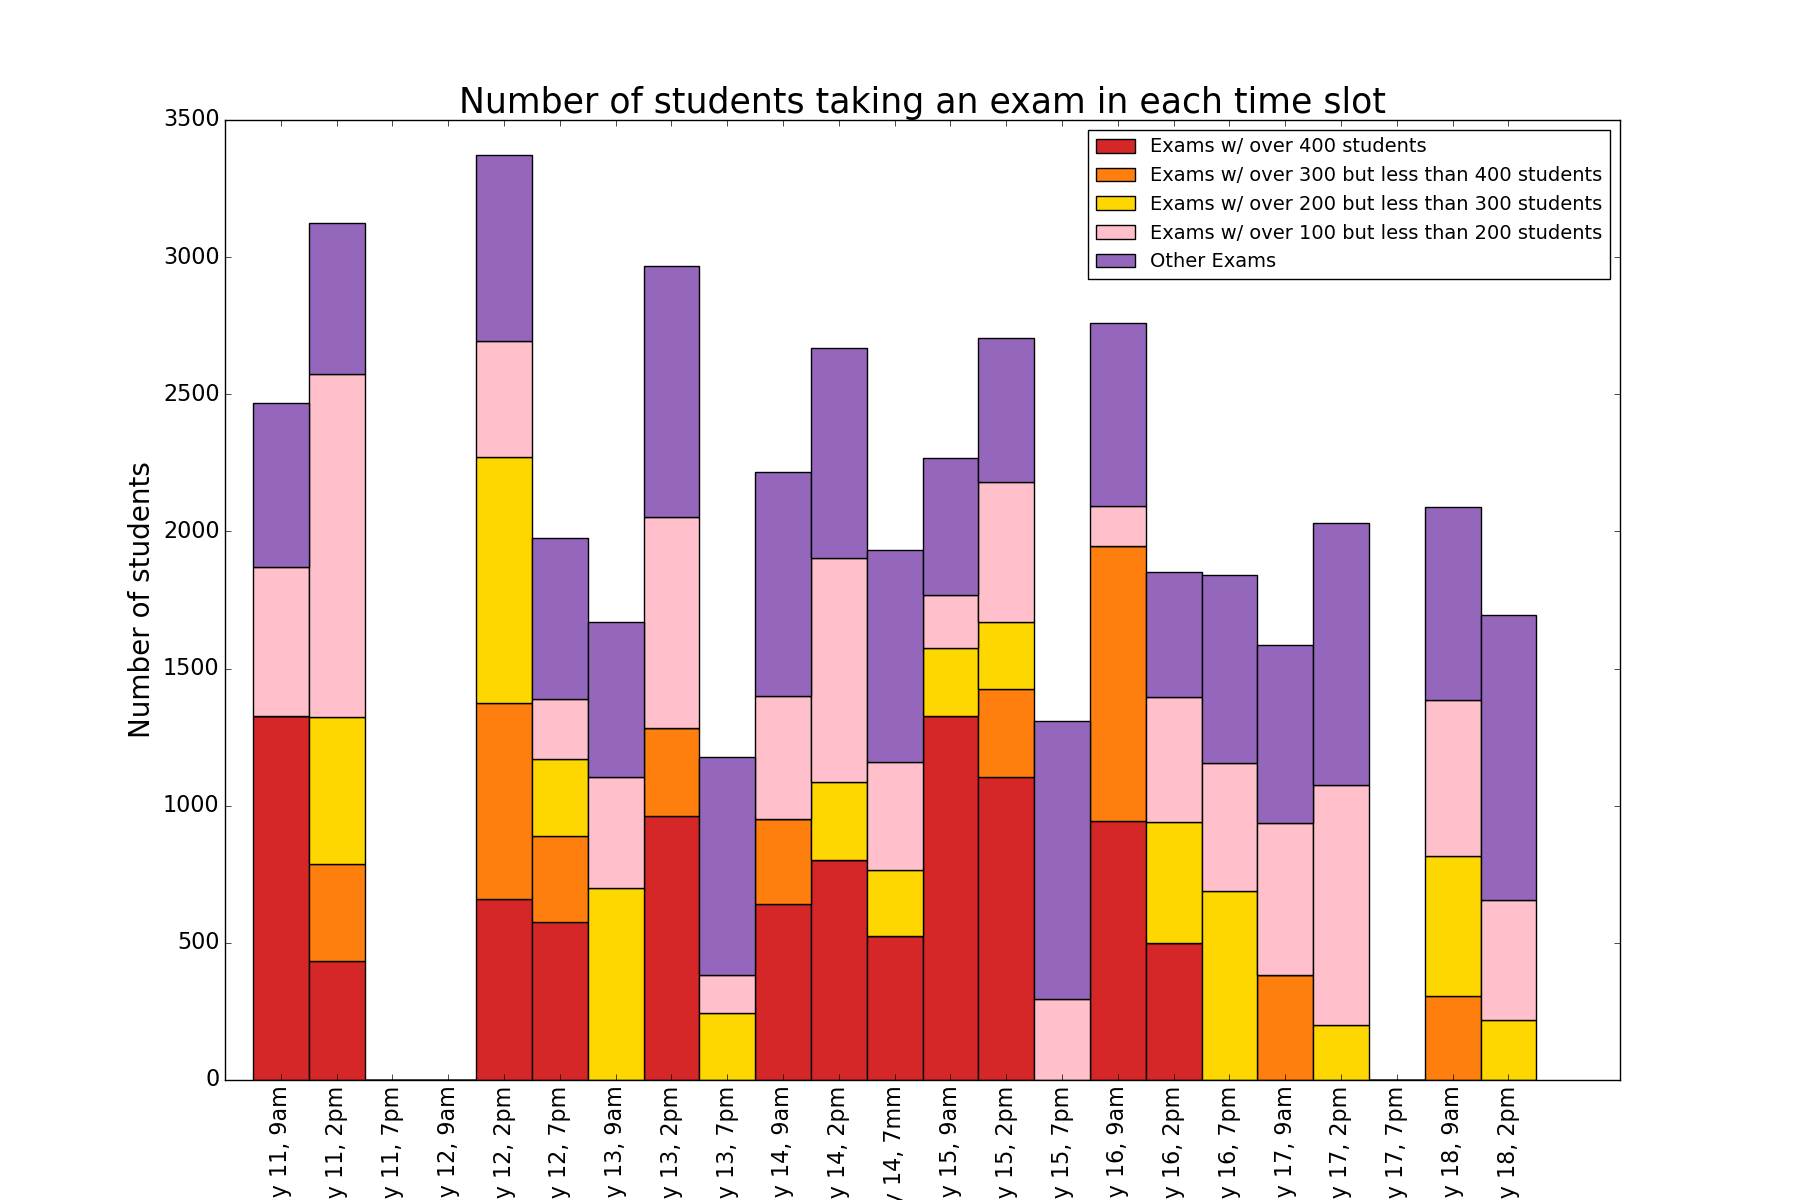 Number of students taking an exam in each time slot
3500
3000
2500
2000
1500
1000
500
0
Number of students
Exams w/ over 400 students
Exams w/ over 300 but less than 400 students
Exams w/ over 200 but less than 300 students
Exams w/ over 100 but less than 200 students
Other Exams
y 11, 9am
y 11, 2pm
y 11, 7pm
y 12, 9am
y 12, 2pm
y 12, 7pm
y 13, 9am
y 13, 2pm
y 13, 7pm
y 14, 9am
y 14, 2pm
y 14, 7mm
y 15, 9am
y 15, 2pm
y 15, 7pm
y 16, 9am
y 16, 2pm
y 16, 7pm
y 17, 9am
y 17, 2pm
y 17, 7pm
y 18, 9am
y 18, 2pm